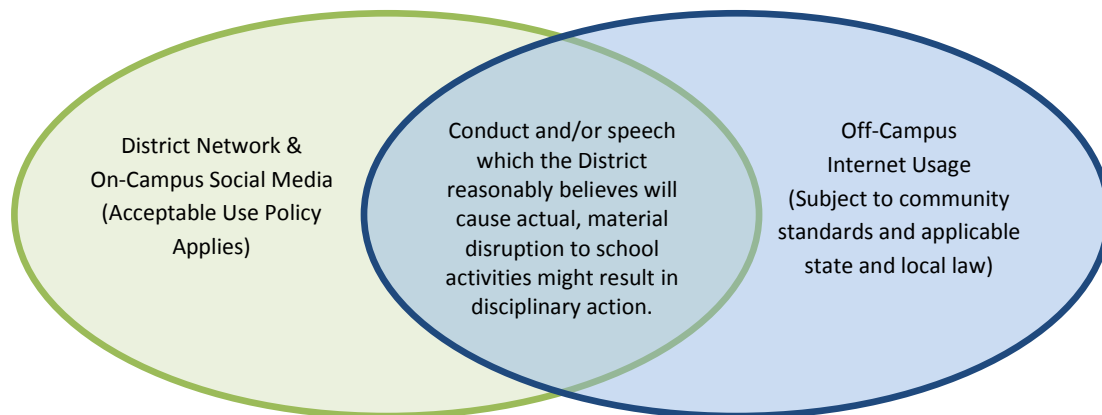 District Network &
On-Campus Social Media
(Acceptable Use Policy
Applies)
Conduct and/or speech
which the District
reasonably believes will
cause actual, material
disruption to school
activities might result in
disciplinary action.
Off-Campus
Internet Usage
(Subject to community
standards and applicable
state and local law)